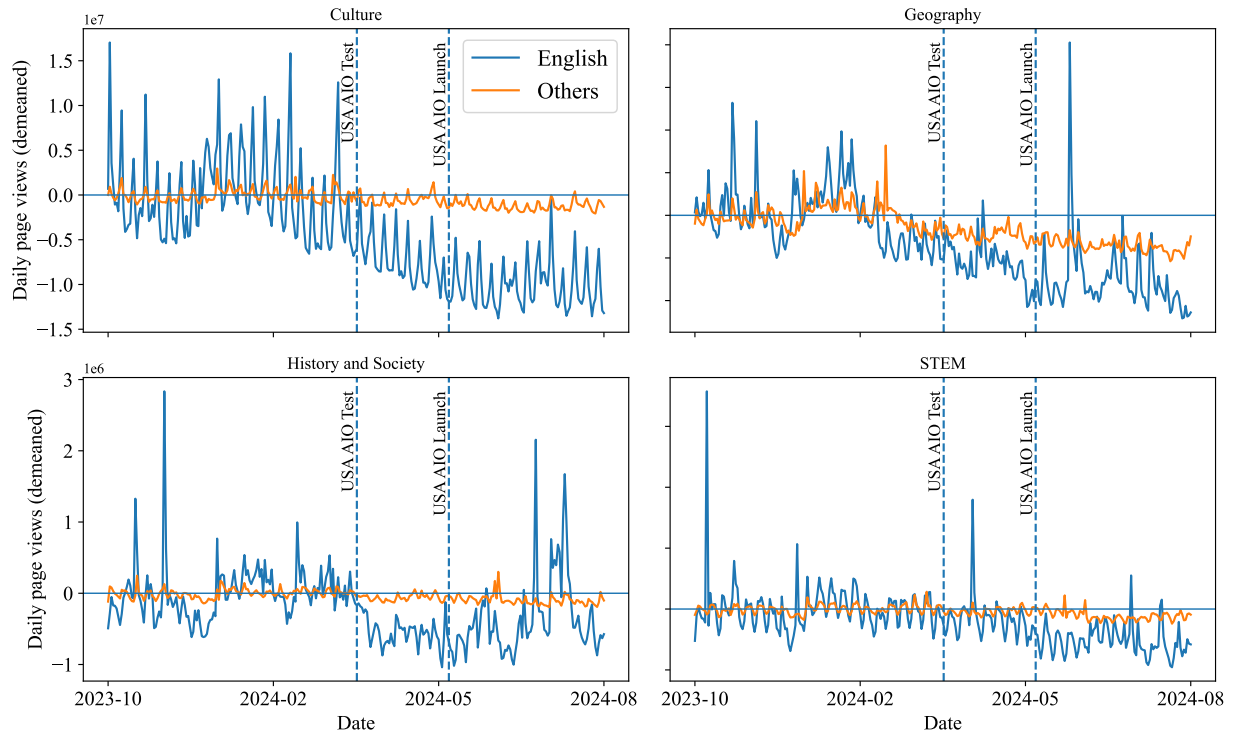 Culture
Geography
1e7
Daily page views (demeaned)
1.5
1.0
0.5
0.0
−0.5
−1.0
−1.5
USA AIO Test
USA AIO Launch
English
Others
USA AIO Test
USA AIO Launch
History and Society
STEM
1e6
Daily page views (demeaned)
3
2
1
0
−1
USA AIO Test
USA AIO Launch
USA AIO Test
USA AIO Launch
2023-10
2024-02
2024-05
2024-08
2023-10
2024-02
2024-05
2024-08
Date
Date